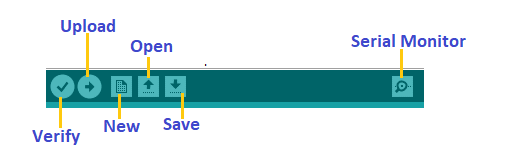 Upload
Open
Serial Monitor
Verify
New
Save